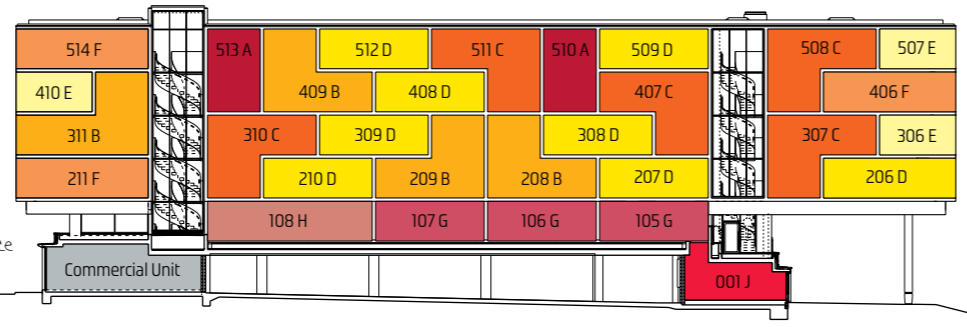 514 F
513 A
512 D
511 C
510 A
509 D
508 C
507 E
410 E
409 B
408 D
407 C
406 F
311 B
310 C
309 D
308 D
307 C
306 E
211 F
210 D
209 B
208 B
207 D
206 D
108 H
107 G
106 G
105 G
Commercial Unit
001 J